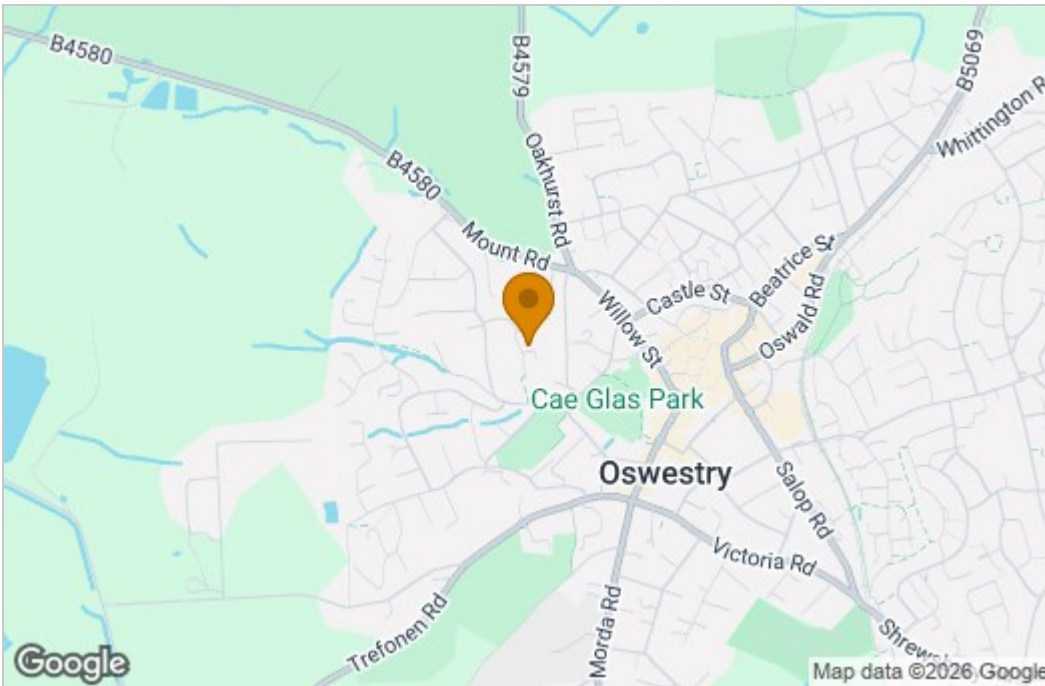 B4580
B4579
B5069
Whittington R
Oakhurst Rd
B4580
Mount Rd
Beatrice St
Castle St
Willow St
Oswald Rd
Cae Glas Park
Oswestry
Salop Rd
Victoria Rd
Trefonen Rd
Morda Rd
Shrews
Google
Map data ©2026 Google